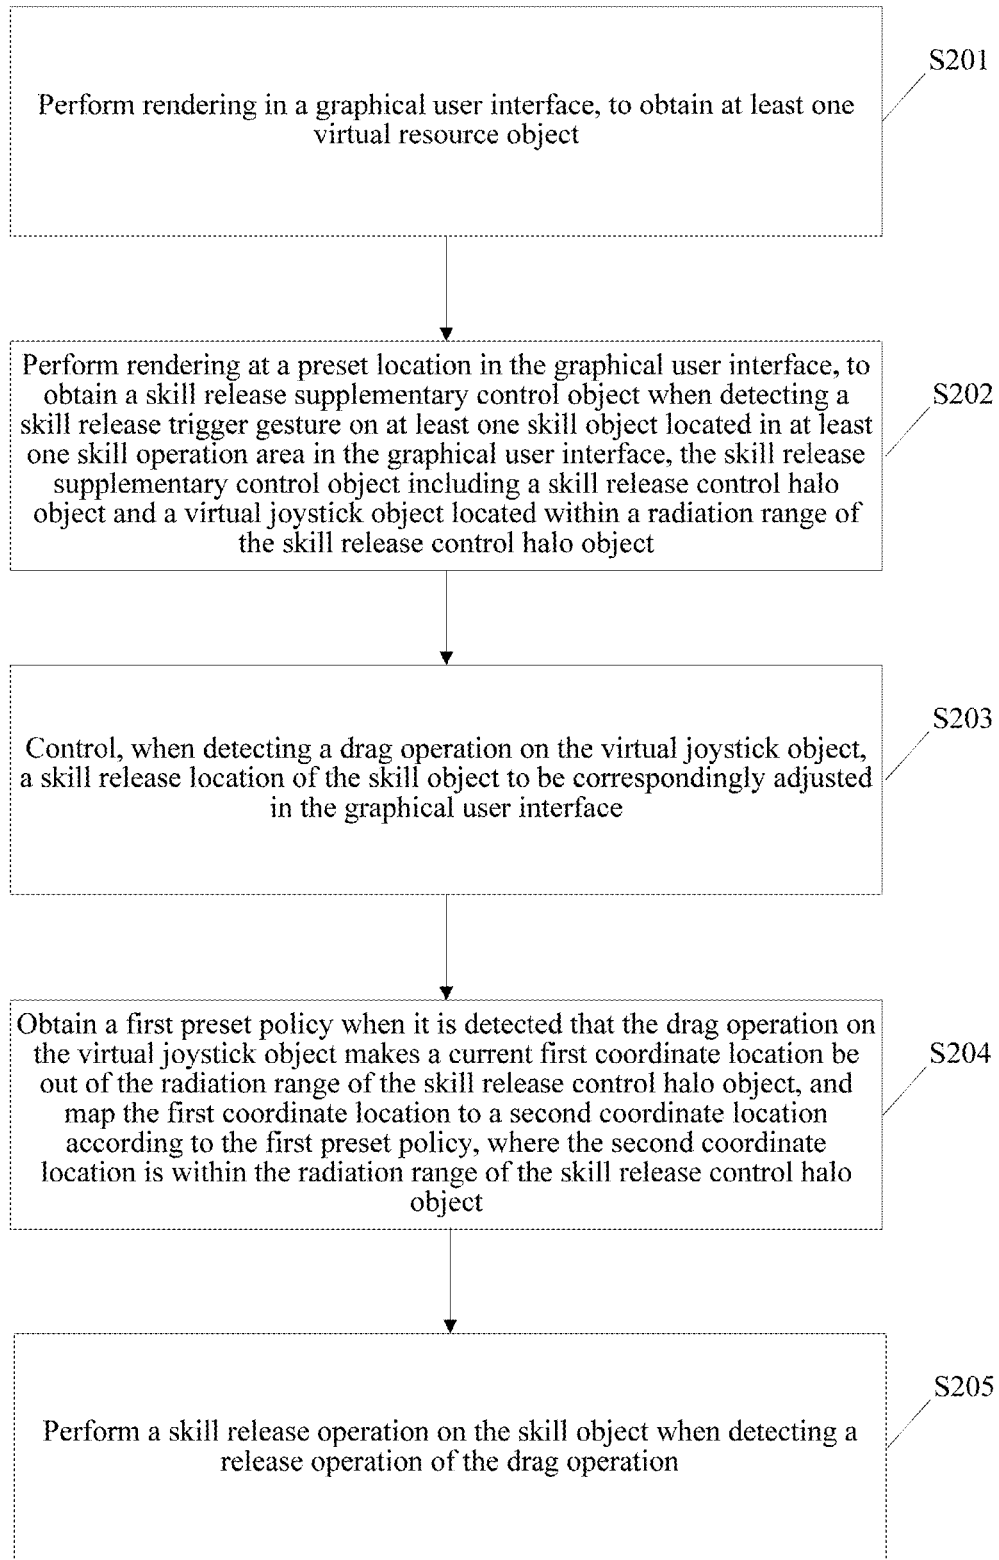 S201
Perform rendering in a graphical user interface, to obtain at least one
virtual resource object
Perform rendering at a preset location in the graphical user interface, to
obtain a skill release supplementary control object when detecting a
skill release trigger gesture on at least one skill object located in at least
one skill operation area in the graphical user interface, the skill release
supplementary control object including a skill release control halo
object and a virtual joystick object located within a radiation range of
the skill release control halo object
S202
S203
Control, when detecting a drag operation on the virtual joystick object,
a skill release location of the skill object to be correspondingly adjusted
in the graphical user interface
Obtain a first preset policy when it is detected that the drag operation on
the virtual joystick object makes a current first coordinate location be
out of the radiation range of the skill release control halo object, and
map the first coordinate location to a second coordinate location
according to the first preset policy, where the second coordinate
location is within the radiation range of the skill release control halo
object
S204
S205
Perform a skill release operation on the skill object when detecting a
release operation of the drag operation